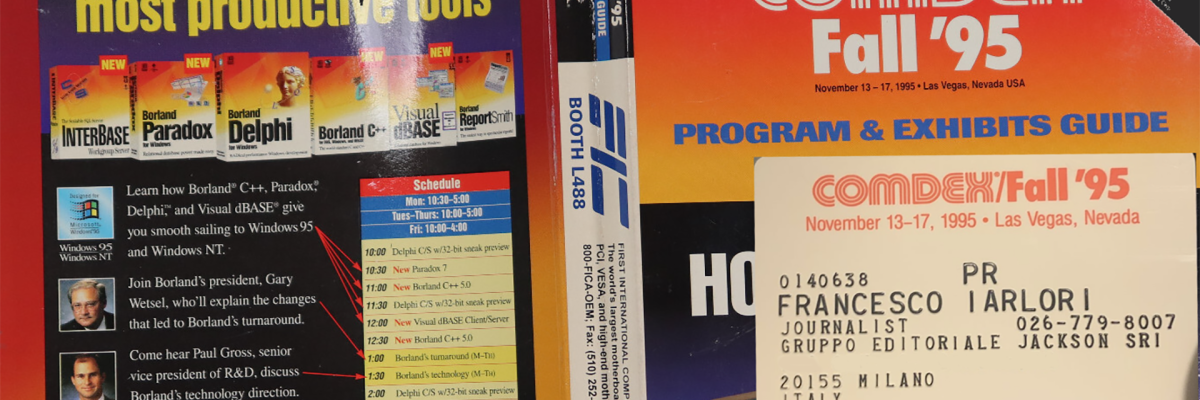 most productive tools
NEW
NEW
NEW
NEW
INTERBASE
Workgroup Server
Borland
Paradox
for Windows
Borland
Delphi
for Windows
Borland C++
Visual
dBASE
for Windows
Borland
ReportSmith
for Windows
Designed for
Microsoft
Windows 95
Windows 95
Windows NT
Learn how Borland® C++, Paradox,®
Delphi,™ and Visual dBASE® give
you smooth sailing to Windows 95
and Windows NT.
Join Borland's president, Gary
Wetsel, who'll explain the changes
that led to Borland's turnaround.
Come hear Paul Gross, senior
vice president of R&D, discuss
Borland's technology direction.
Schedule
Mon: 10:30-5:00
Tues-Thurs: 10:00-5:00
Fri: 10:00-4:00
10:00 Delphi C/S w/32-bit sneak preview
10:30 New Paradox 7
11:00 New Borland C++ 5.0
11:30 Delphi C/S w/32-bit sneak preview
12:00 New Visual dBASE Client/Server
12:30 New Borland C++ 5.0
1:00 Borland's turnaround (M-TH)
1:30 Borland's technology (M-TH)
2:00 Delphi C/S w/32-bit sneak preview
'95
GUIDE
BOOTH L488
FIRST INTERNATIONAL COMP
The world's largest motherboa
PCI, VESA, and high-end moth
800-FICA-OEM; Fax: (510) 252-
COMDEX
Fall '95
November 13 – 17, 1995 • Las Vegas, Nevada USA
PROGRAM & EXHIBITS GUIDE
HO
COMDEX/Fall '95
November 13-17, 1995 • Las Vegas, Nevada
0140638 PR
FRANCESCO IARLORI
JOURNALIST 026-779-8007
GRUPPO EDITORIALE JACKSON SRI
20155 MILANO
ITALY